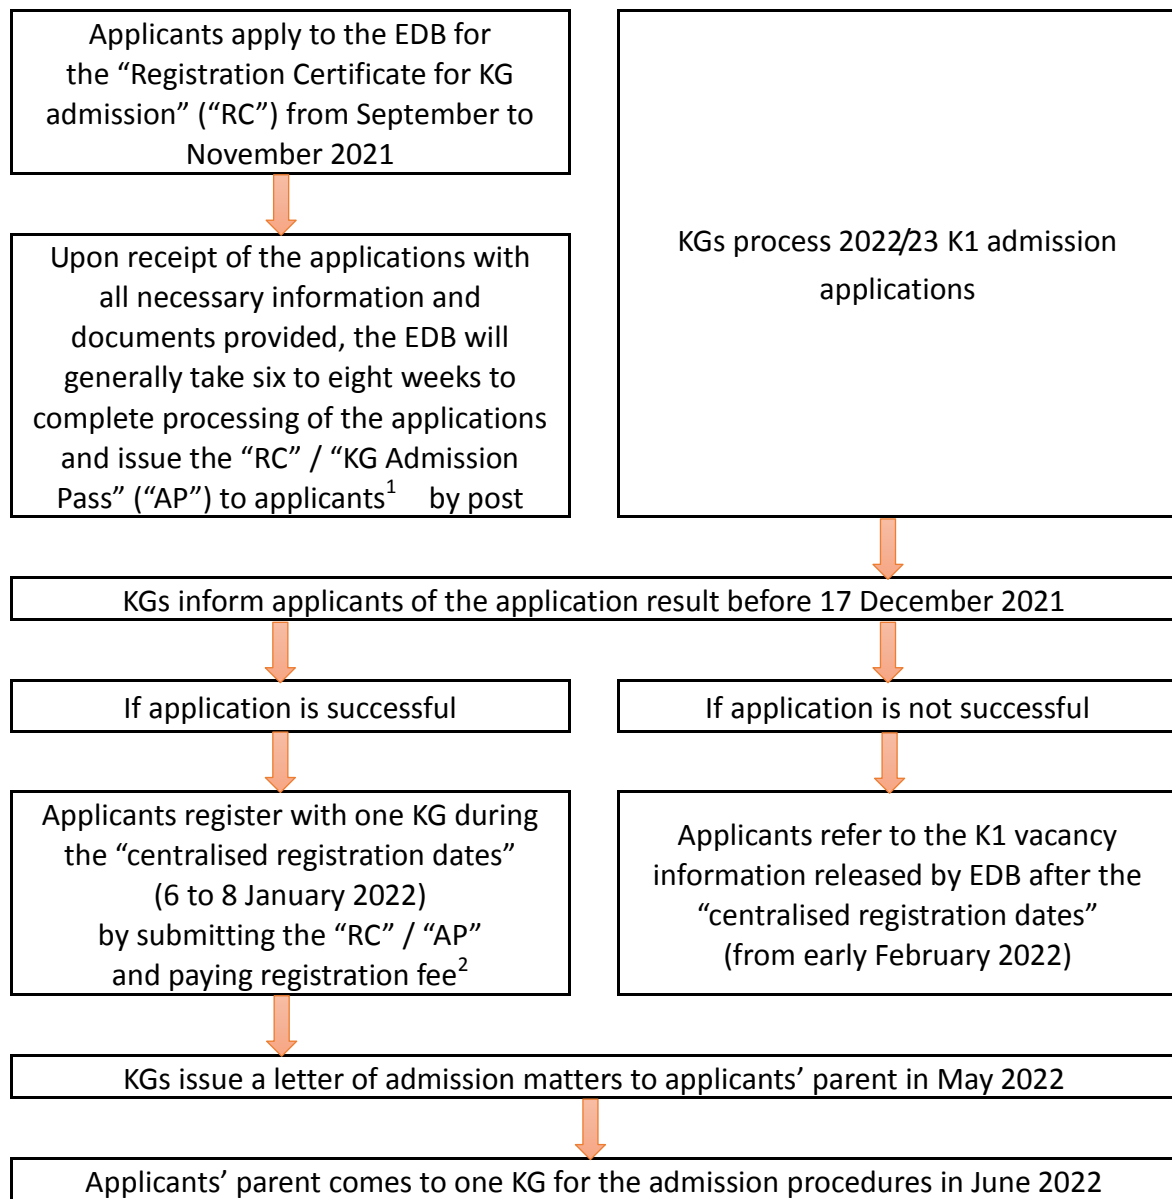 Applicants apply to the EDB for
the “Registration Certificate for KG
admission” (“RC”) from September to
November 2021
Upon receipt of the applications with
all necessary information and
documents provided, the EDB will
generally take six to eight weeks to
complete processing of the applications
and issue the “RC” / “KG Admission
Pass” (“AP”) to applicants1 by post
KGs process 2022/23 K1 admission
applications
KGs inform applicants of the application result before 17 December 2021
If application is successful
If application is not successful
Applicants register with one KG during
the “centralised registration dates”
(6 to 8 January 2022)
by submitting the “RC” / “AP”
and paying registration fee2
Applicants refer to the K1 vacancy
information released by EDB after the
“centralised registration dates”
(from early February 2022)
KGs issue a letter of admission matters to applicants’ parent in May 2022
Applicants’ parent comes to one KG for the admission procedures in June 2022